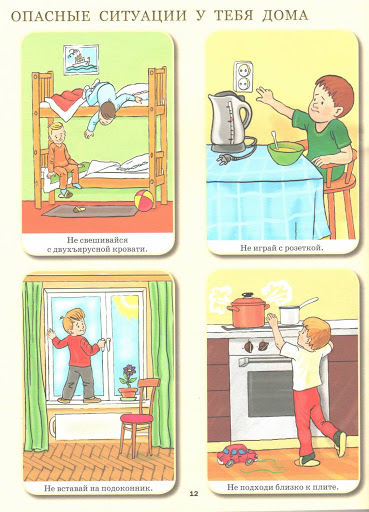 ОПАСНЫЕ СИТУАЦИИ У ТЕБЯ ДОМА
Не свешивайся
с двухъярусной кровати.
Не играй с розеткой.
Не вставай на подоконник.
Не подходи близко к плите.
12